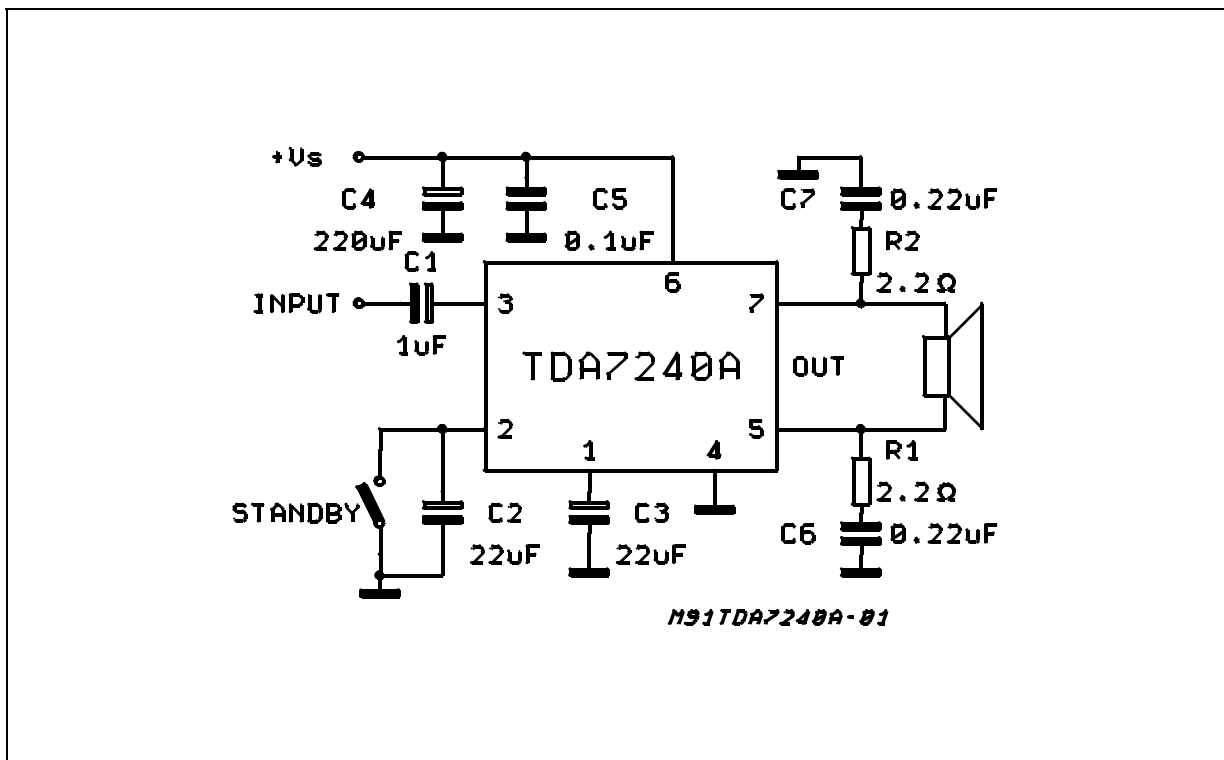 +Vs
C4
C5
C7
0.22uF
220uF
0.1uF
R2
C1
6
2.2Ω
INPUT
3
7
1uF
TDA7240A
OUT
2
1
4
5
R1
2.2Ω
STANDBY
C2
C3
C6
0.22uF
22uF
22uF
M91TDA7240A-01